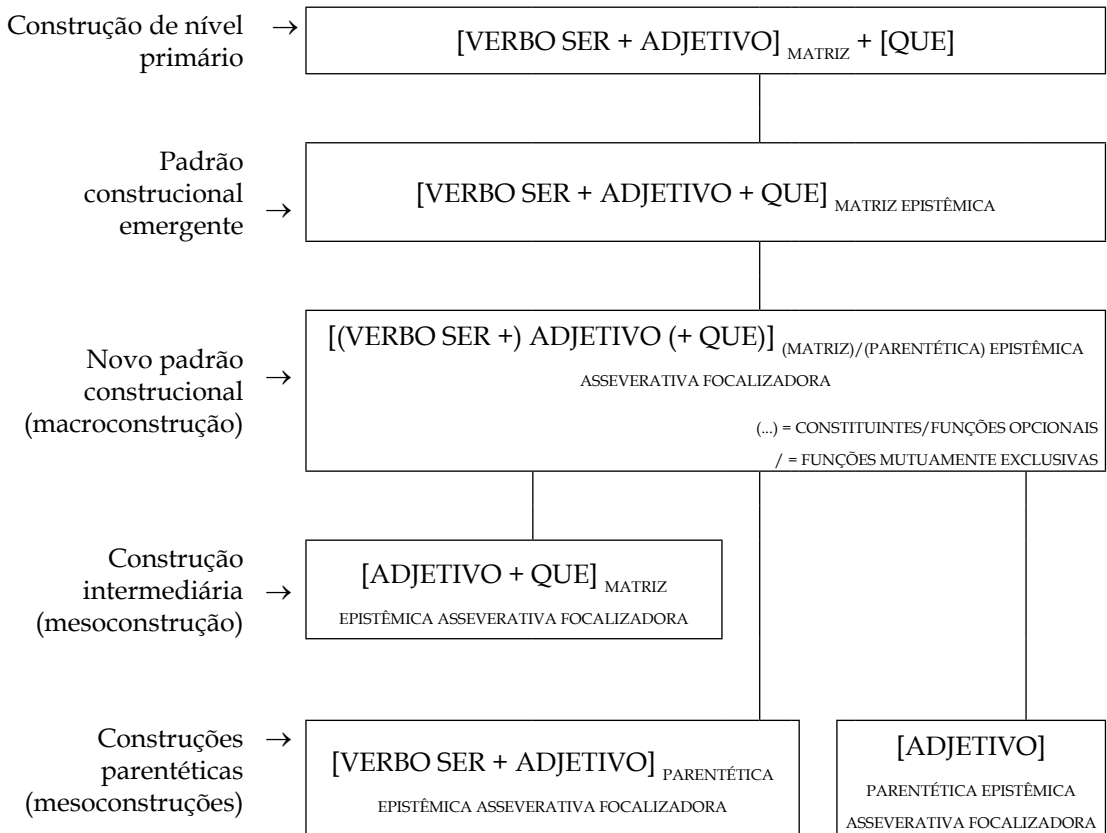 Construção de nível →
primário
[VERBO SER + ADJETIVO] MATRIZ + [QUE]
Padrão
construcional
emergente →
[VERBO SER + ADJETIVO + QUE] MATRIZ EPISTÊMICA
Novo padrão
construcional →
(macroconstrução)
[(VERBO SER +) ADJETIVO (+ QUE)] (MATRIZ)/(PARENTÉTICA) EPISTÊMICA
ASSEVERATIVA FOCALIZADORA
(...) = CONSTITUINTES/FUNÇÕES OPCIONAIS
/ = FUNÇÕES MUTUAMENTE EXCLUSIVAS
Construção
intermediária →
(mesoconstrução)
[ADJETIVO + QUE] MATRIZ
EPISTÊMICA ASSEVERATIVA FOCALIZADORA
Construções →
parentéticas
(mesoconstruções)
[VERBO SER + ADJETIVO] PARENTÉTICA
EPISTÊMICA ASSEVERATIVA FOCALIZADORA
[ADJETIVO]
PARENTÉTICA EPISTÊMICA
ASSEVERATIVA FOCALIZADORA